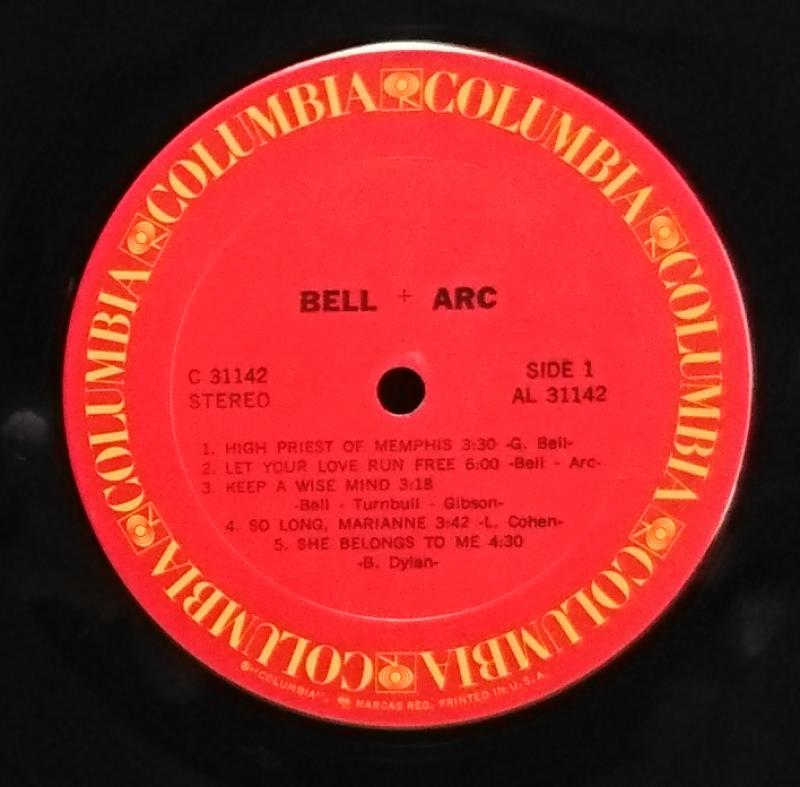 COLUMBIA COLUMBIA COLUMBIA COLUMBIA COLUMBIA COLUMBIA
BELL + ARC
C 31142
STEREO
SIDE 1
AL 31142
1. HIGH PRIEST OF MEMPHIS 3:30 -G. Bell-
2. LET YOUR LOVE RUN FREE 6:00 -Bell - Arc-
3. KEEP A WISE MIND 3:18
-Bell - Turnbull - Gibson-
4. SO LONG, MARIANNE 3:42 -L. Cohen-
5. SHE BELONGS TO ME 4:30
-B. Dylan-
®"COLUMBIA", MARCAS REG. PRINTED IN U.S.A.